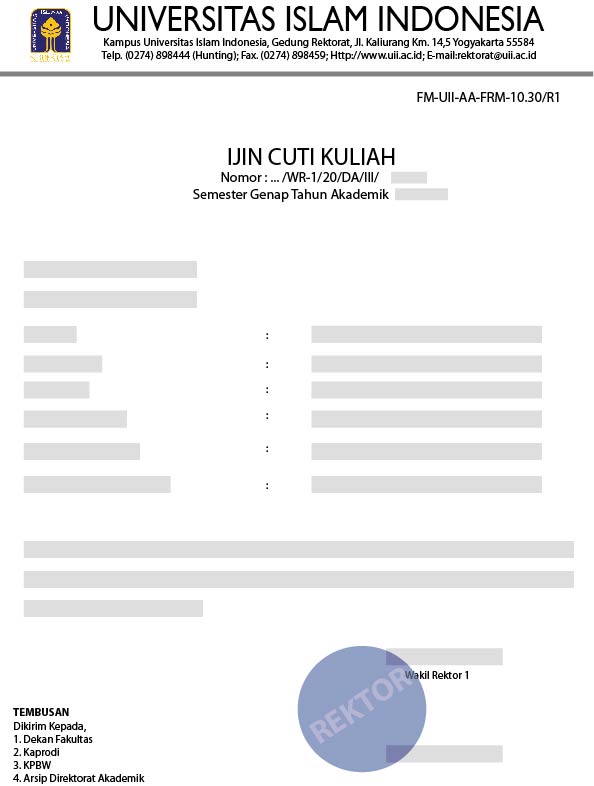 UNIVERSITAS ISLAM INDONESIA
Kampus Universitas Islam Indonesia, Gedung Rektorat, Jl. Kaliurang Km. 14,5 Yogyakarta 55584
Telp. (0274) 898444 (Hunting); Fax. (0274) 898459; Http://www.uii.ac.id; E-mail:rektorat@uii.ac.id
FM-UII-AA-FRM-10.30/R1
IJIN CUTI KULIAH
Nomor : ... /WR-1/20/DA/III/
Semester Genap Tahun Akademik
:
:
:
:
:
:
Wakil Rektor 1
REKTOR
TEMBUSAN
Dikirim Kepada,
1. Dekan Fakultas
2. Kaprodi
3. KPBW
4. Arsip Direktorat Akademik